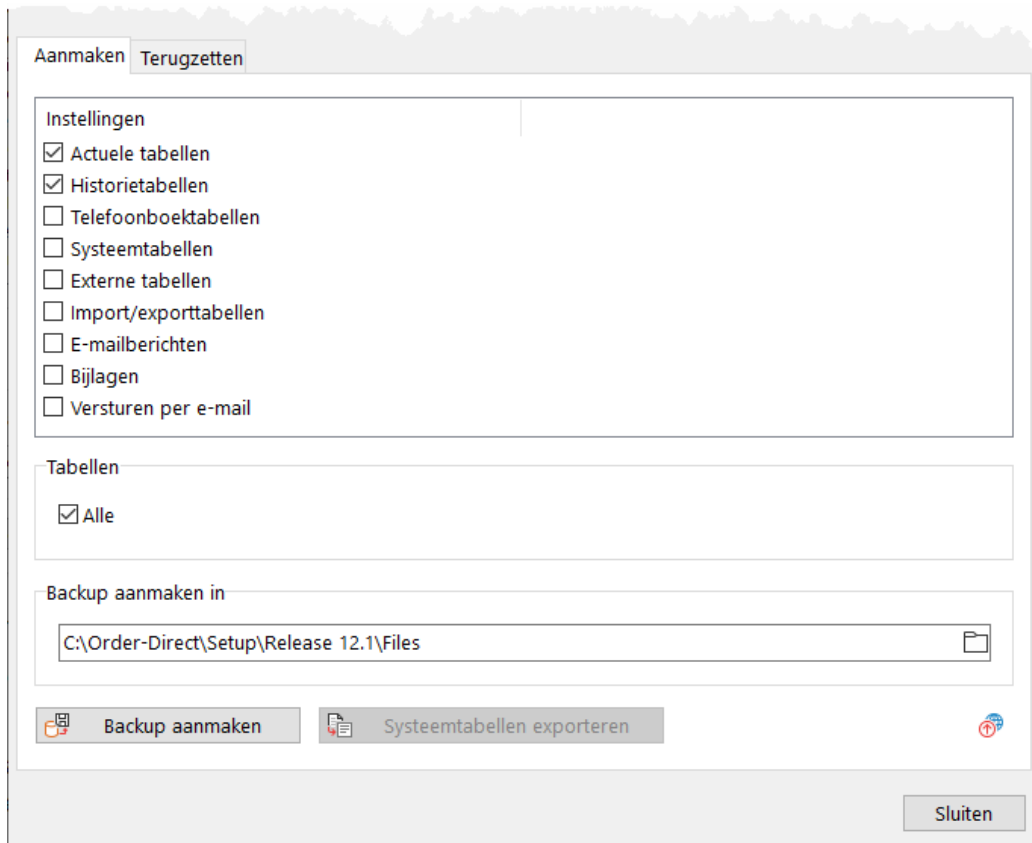 Aanmaken Terugzetten
Instellingen
Actuele tabellen
Historietabellen
Telefoonboektabellen
Systeemtabellen
Externe tabellen
Import/exporttabellen
E-mailberichten
Bijlagen
Versturen per e-mail
Tabellen
Alle
Backup aanmaken in
C:\Order-Direct\Setup\Release 12.1\Files
Backup aanmaken Systeemtabellen exporteren
Sluiten